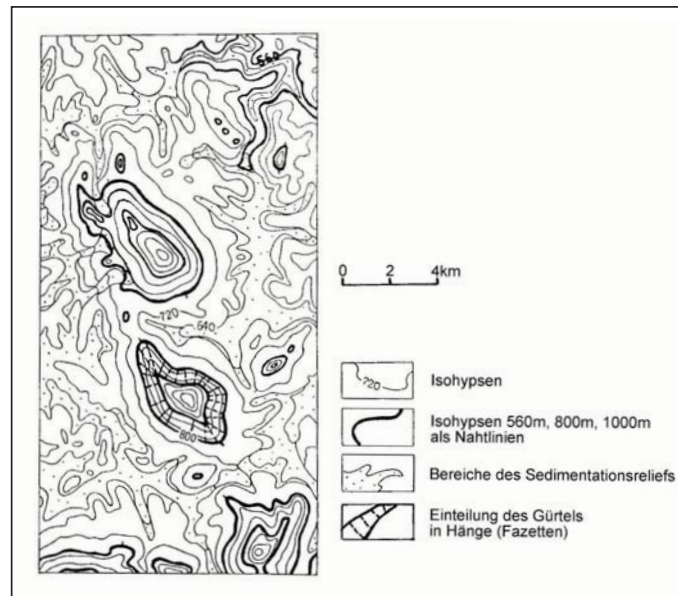 560
720
640
800
0 2 4km
720
Isohypsen
Isohypsen 560m, 800m, 1000m
als Nahtlinien
Bereiche des Sedimentationsreliefs
Einteilung des Gürtels
in Hänge (Fazetten)